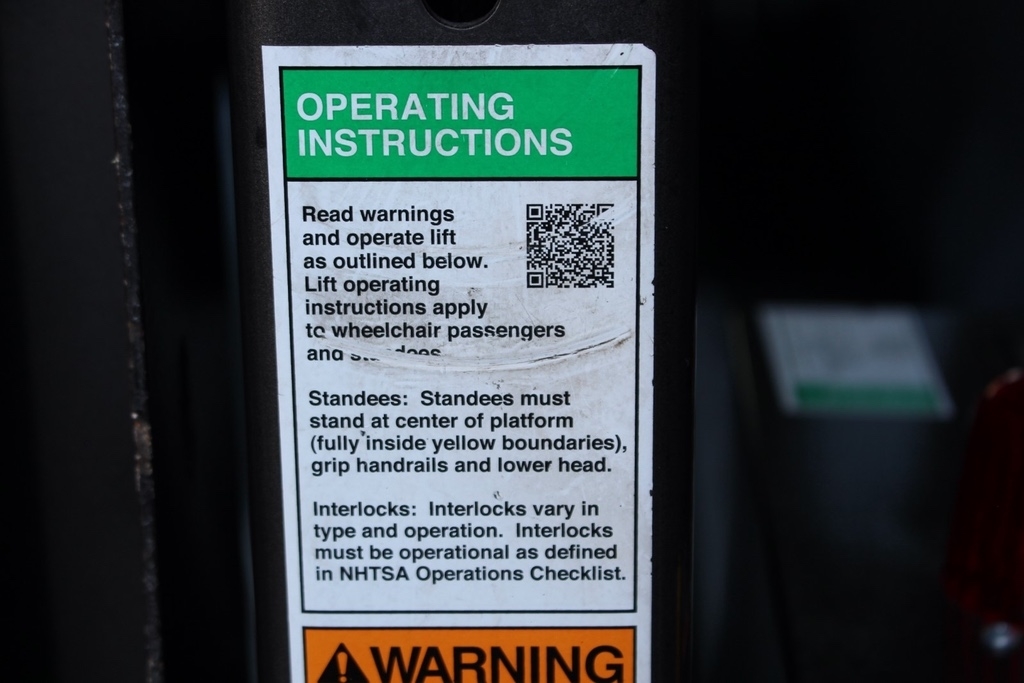 OPERATING
INSTRUCTIONS
Read warnings
and operate lift
as outlined below.
Lift operating
instructions apply
to wheelchair passengers
and standees
Standees: Standees must
stand at center of platform
(fully inside yellow boundaries),
grip handrails and lower head.
Interlocks: Interlocks vary in
type and operation. Interlocks
must be operational as defined
in NHTSA Operations Checklist.
WARNING